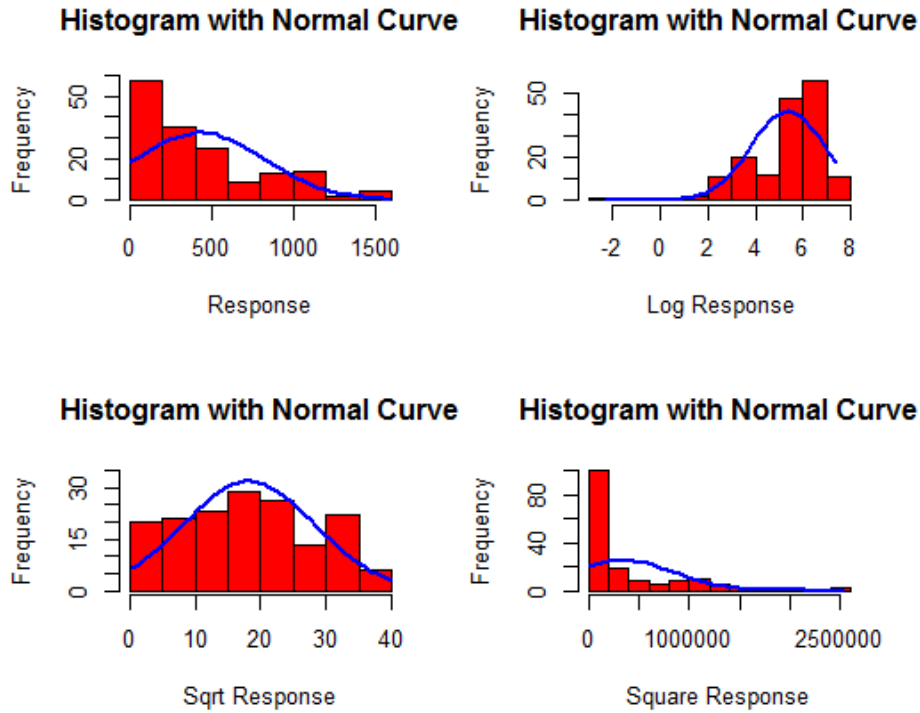 Histogram with Normal Curve
Frequency
0 20 50
0 500 1000 1500
Response
Histogram with Normal Curve
Frequency
0 20 50
-2 0 2 4 6 8
Log Response
Histogram with Normal Curve
Frequency
0 15 30
0 10 20 30 40
Sqrt Response
Histogram with Normal Curve
Frequency
0 40 80
0 1000000 2500000
Square Response